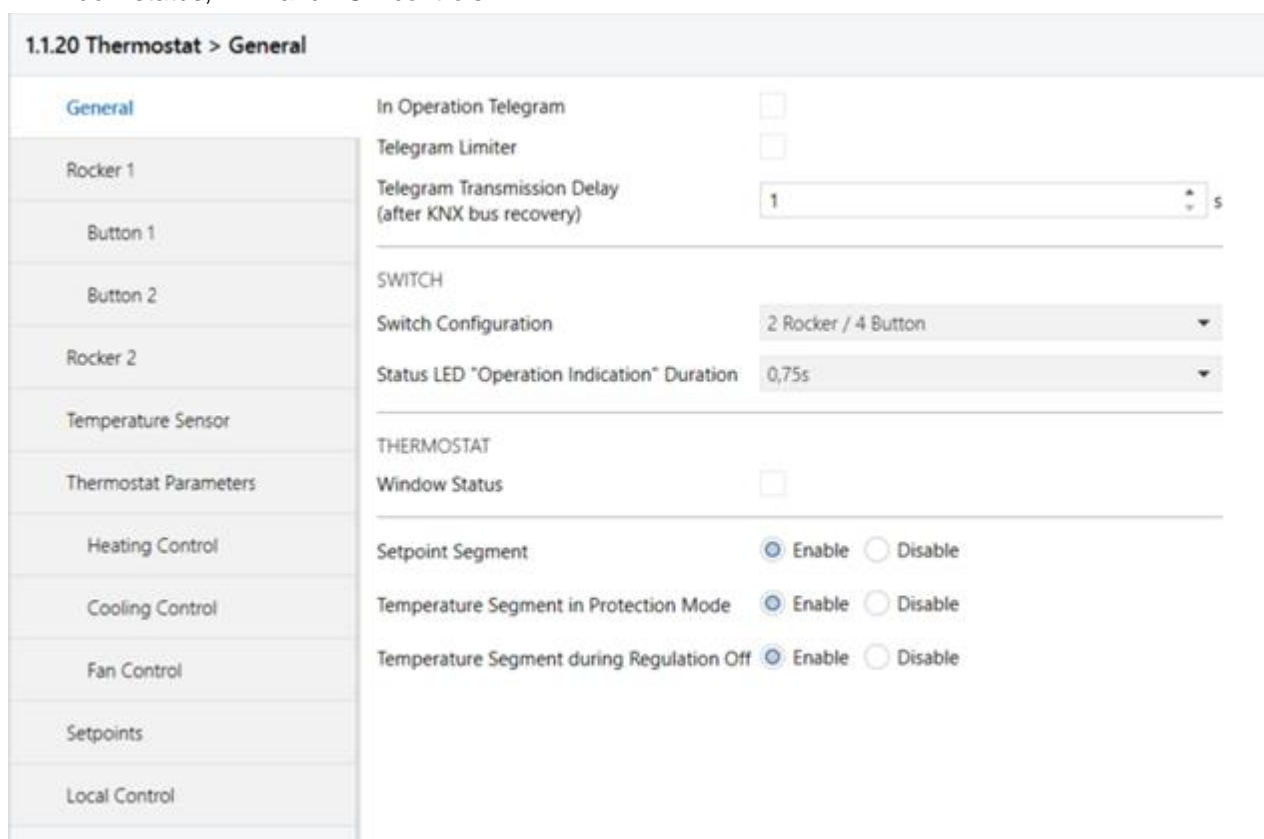 1.1.20 Thermostat > General
General
Rocker 1
Button 1
Button 2
Rocker 2
Temperature Sensor
Thermostat Parameters
Heating Control
Cooling Control
Fan Control
Setpoints
Local Control
In Operation Telegram
Telegram Limiter
Telegram Transmission Delay
(after KNX bus recovery)
1 s
SWITCH
Switch Configuration 2 Rocker / 4 Button
Status LED "Operation Indication" Duration 0,75s
THERMOSTAT
Window Status
Setpoint Segment Enable Disable
Temperature Segment in Protection Mode Enable Disable
Temperature Segment during Regulation Off Enable Disable